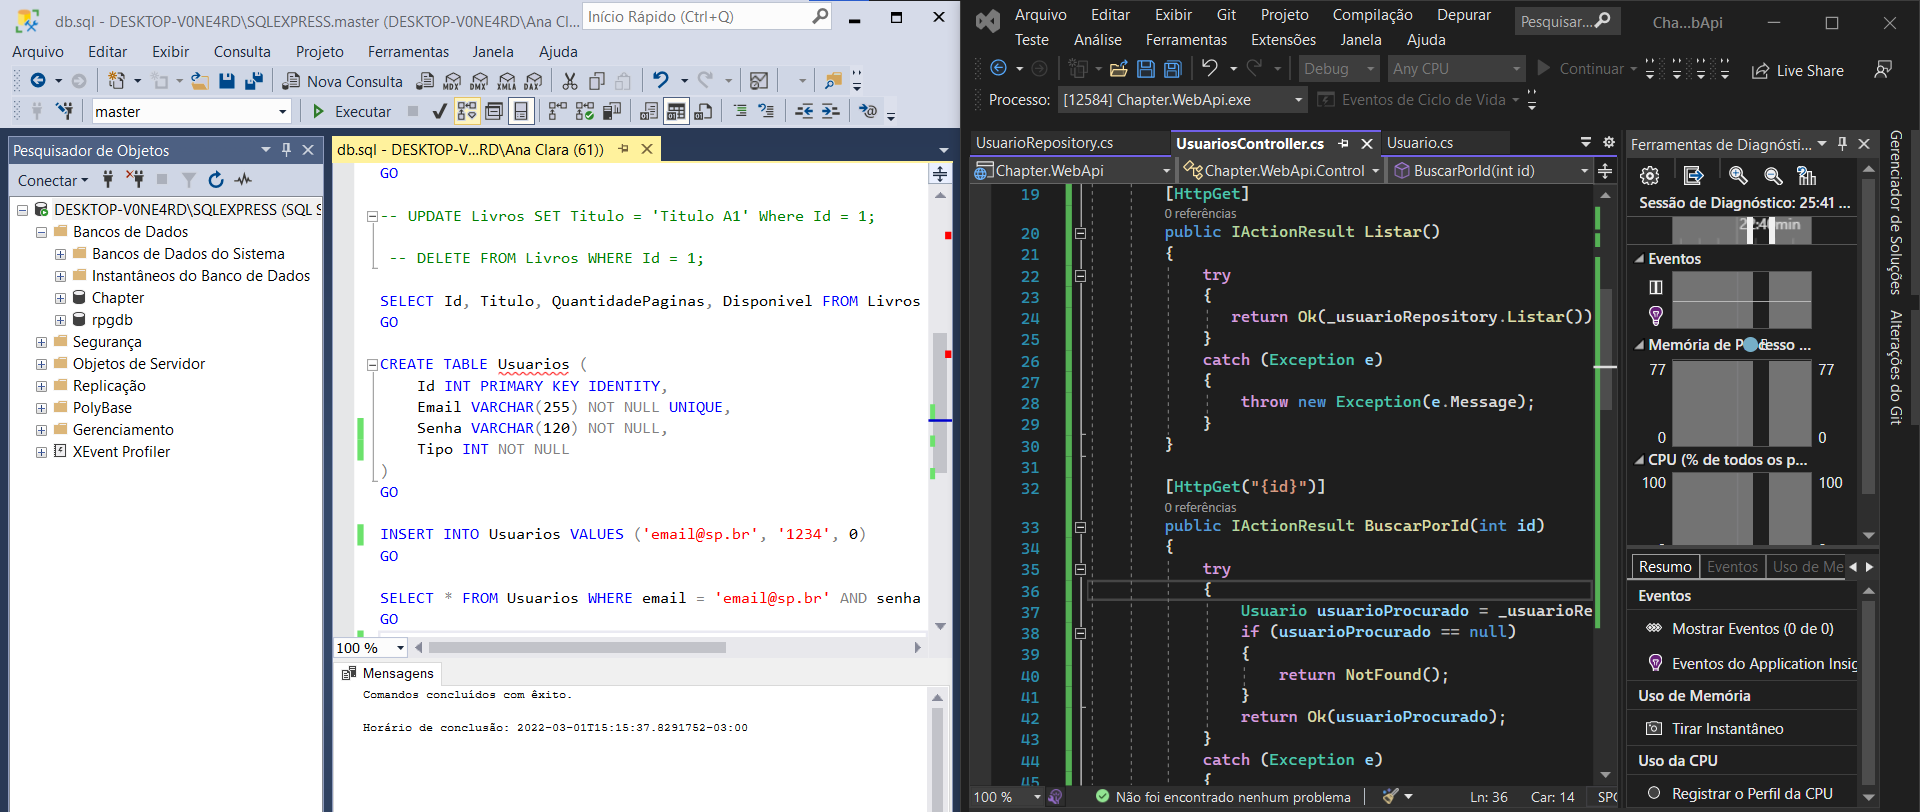 db.sql - DESKTOP-V0NE4RD\SQLEXPRESS.master (DESKTOP-V0NE4RD\Ana Cl...
Início Rápido (Ctrl+Q)
Arquivo Editar Exibir Consulta Projeto Ferramentas Janela Ajuda
Nova Consulta MDX DMX XMLA DAX
master Executar
Pesquisador de Objetos
Conectar
DESKTOP-V0NE4RD\SQLEXPRESS (SQL S
Bancos de Dados
Bancos de Dados do Sistema
Instantâneos do Banco de Dados
Chapter
rpgdb
Segurança
Objetos de Servidor
Replicação
PolyBase
Gerenciamento
XEvent Profiler
db.sql - DESKTOP-V...RD\Ana Clara (61))
GO
-- UPDATE Livros SET Titulo = 'Titulo A1' Where Id = 1;
-- DELETE FROM Livros WHERE Id = 1;
SELECT Id, Titulo, QuantidadePaginas, Disponivel FROM Livros
GO
CREATE TABLE Usuarios (
Id INT PRIMARY KEY IDENTITY,
Email VARCHAR(255) NOT NULL UNIQUE,
Senha VARCHAR(120) NOT NULL,
Tipo INT NOT NULL
)
GO
INSERT INTO Usuarios VALUES ('email@sp.br', '1234', 0)
GO
SELECT * FROM Usuarios WHERE email = 'email@sp.br' AND senha
GO
100 %
Mensagens
Comandos concluídos com êxito.
Horário de conclusão: 2022-03-01T15:15:37.8291752-03:00
Arquivo Editar Exibir Git Projeto Compilação Depurar
Pesquisar...
Cha...bApi
Teste Análise Ferramentas Extensões Janela Ajuda
Debug Any CPU Continuar Live Share
Processo: [12584] Chapter.WebApi.exe Eventos de Ciclo de Vida
UsuarioRepository.cs UsuariosController.cs Usuario.cs
Chapter.WebApi Chapter.WebApi.Control BuscarPorId(int id)
19 [HttpGet]
0 referências
20 public IActionResult Listar()
21 {
22 try
23 {
24 return Ok(_usuarioRepository.Listar())
25 }
26 catch (Exception e)
27 {
28 throw new Exception(e.Message);
29 }
30 }
31
32 [HttpGet("{id}")]
0 referências
33 public IActionResult BuscarPorId(int id)
34 {
35 try
36 {
37 Usuario usuarioProcurado = _usuarioRe
38 if (usuarioProcurado == null)
39 {
40 return NotFound();
41 }
42 return Ok(usuarioProcurado);
43 }
44 catch (Exception e)
45 {
100 % Não foi encontrado nenhum problema Ln: 36 Car: 14 SPC
Ferramentas de Diagnósti...
Sessão de Diagnóstico: 25:41 ...
Eventos
Memória de Processo ...
77 77
0 0
CPU (% de todos os p...
100 100
Resumo Eventos Uso de Me
Eventos
Mostrar Eventos (0 de 0)
Eventos do Application Insig
Uso de Memória
Tirar Instantâneo
Uso da CPU
Registrar o Perfil da CPU
Gerenciador de Soluções
Alterações do Git